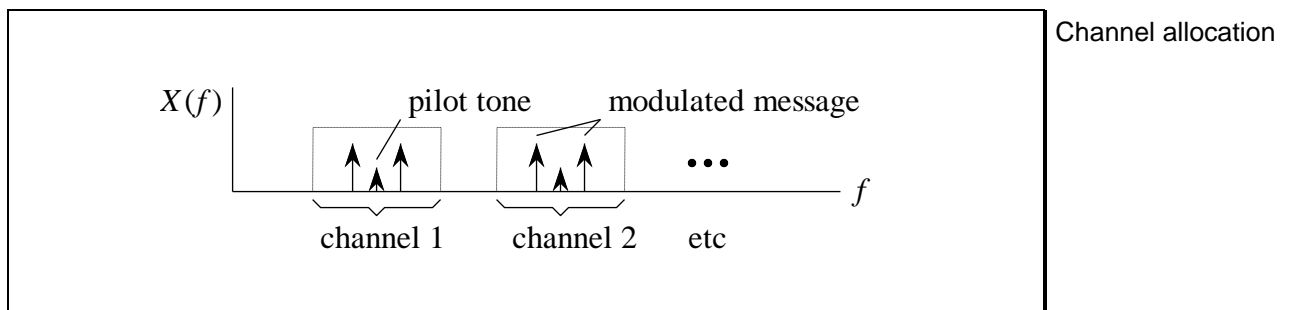 Channel allocation
X(f)
pilot tone
modulated message
...
f
channel 1
channel 2
etc